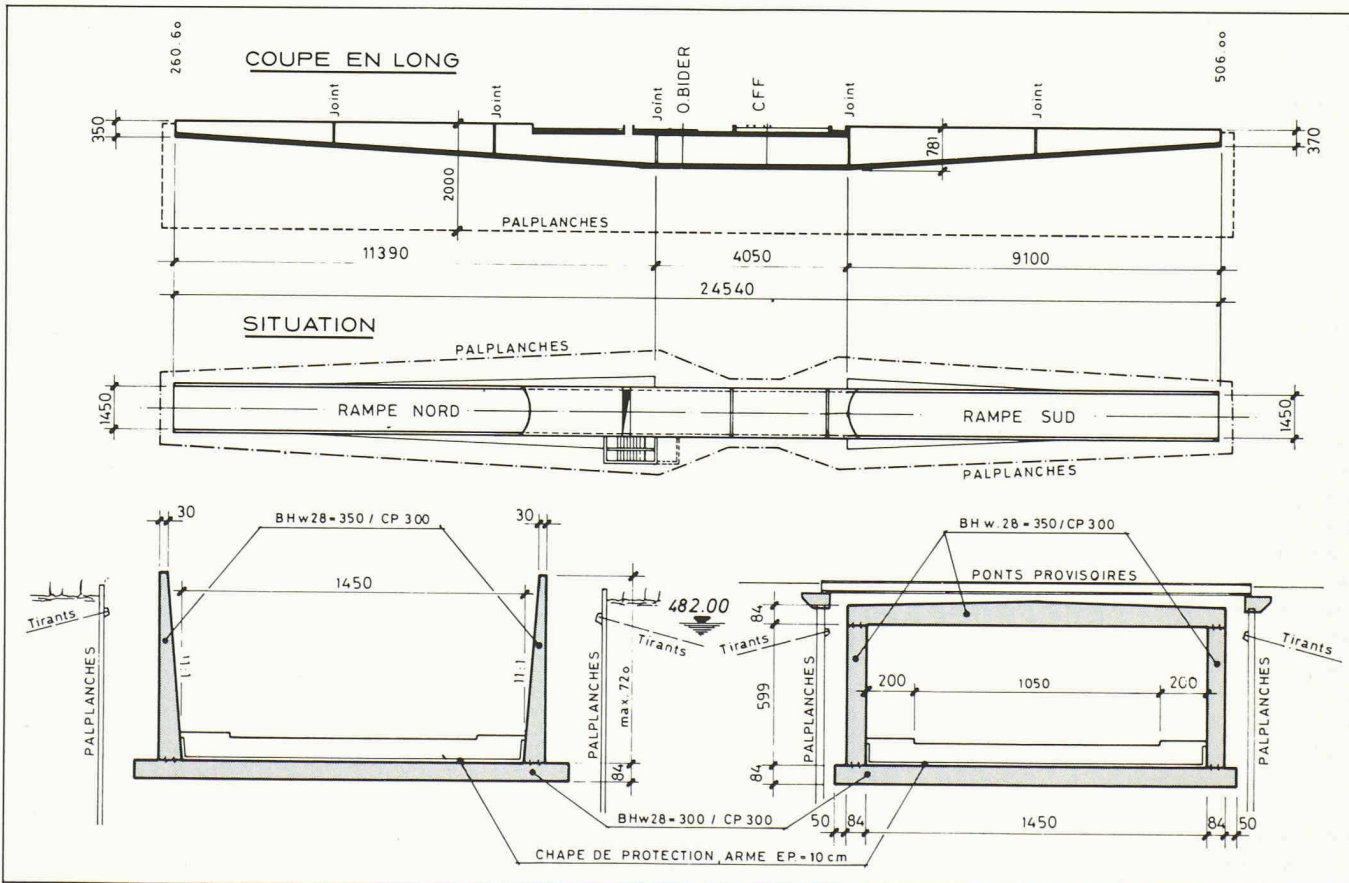 COUPE EN LONG
260.60
Joint
Joint
Joint
O.BIDER
CFF
Joint
Joint
506.00
350
2000
781
370
PALPLANCHES
11390
4050
9100
24540
SITUATION
PALPLANCHES
1450
RAMPE NORD
RAMPE SUD
1450
PALPLANCHES
30
BHw28=350 / CP 300
30
1450
Tirants
PALPLANCHES
11:1
PALPLANCHES
Tirants
max. 720
84
482.00
BH w.28 = 350/CP 300
PONTS PROVISOIRES
84
Tirants
Tirants
PALPLANCHES
599
200
1050
200
PALPLANCHES
84
BHw28=300 / CP 300
50
84
1450
84
50
CHAPE DE PROTECTION, ARME EP.=10 cm